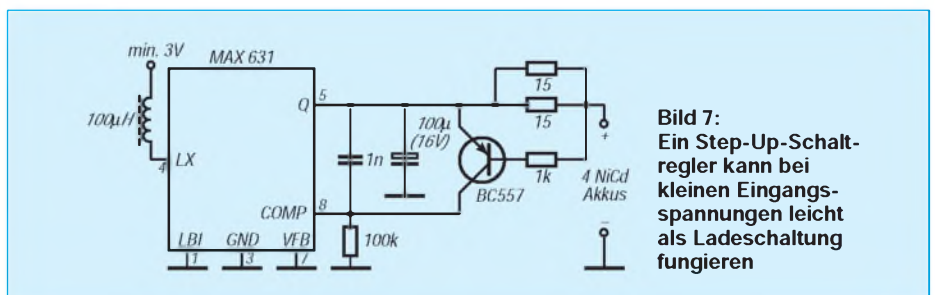 min. 3V
MAX 631
100µH
4
LX
Q
5
1n
100µ
(16V)
15
15
1k
BC557
+
4 NiCd
Akkus
–
COMP
8
100k
LBI
GND
VFB
1
3
7
Bild 7:
Ein Step-Up-Schalt-
regler kann bei
kleinen Eingangs-
spannungen leicht
als Ladeschaltung
fungieren